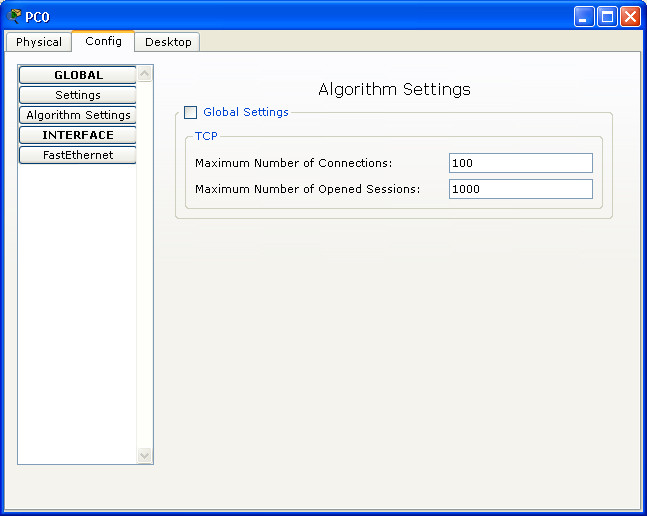 PC0
Physical Config Desktop
GLOBAL
Settings
Algorithm Settings
INTERFACE
FastEthernet
Algorithm Settings
Global Settings
TCP
Maximum Number of Connections: 100
Maximum Number of Opened Sessions: 1000